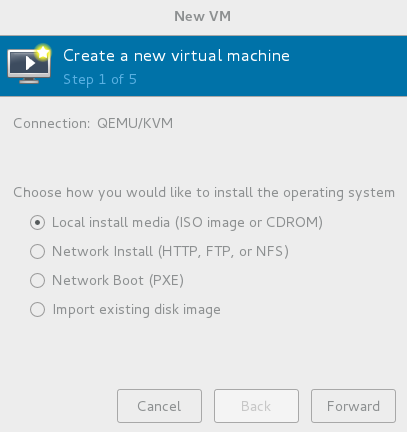 New VM
Create a new virtual machine
Step 1 of 5
Connection: QEMU/KVM
Choose how you would like to install the operating system
Local install media (ISO image or CDROM)
Network Install (HTTP, FTP, or NFS)
Network Boot (PXE)
Import existing disk image
Cancel Back Forward